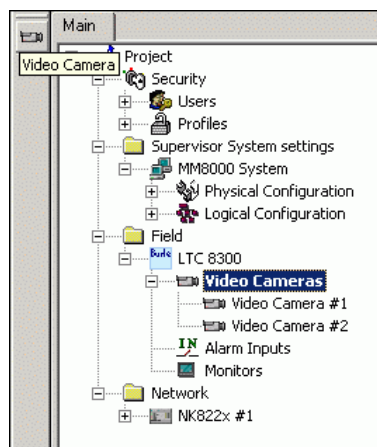 Main
Video Camera
Project
Security
Users
Profiles
Supervisor System settings
MM8000 System
Physical Configuration
Logical Configuration
Field
Burle LTC 8300
Video Cameras
Video Camera #1
Video Camera #2
IN Alarm Inputs
Monitors
Network
NK822x #1